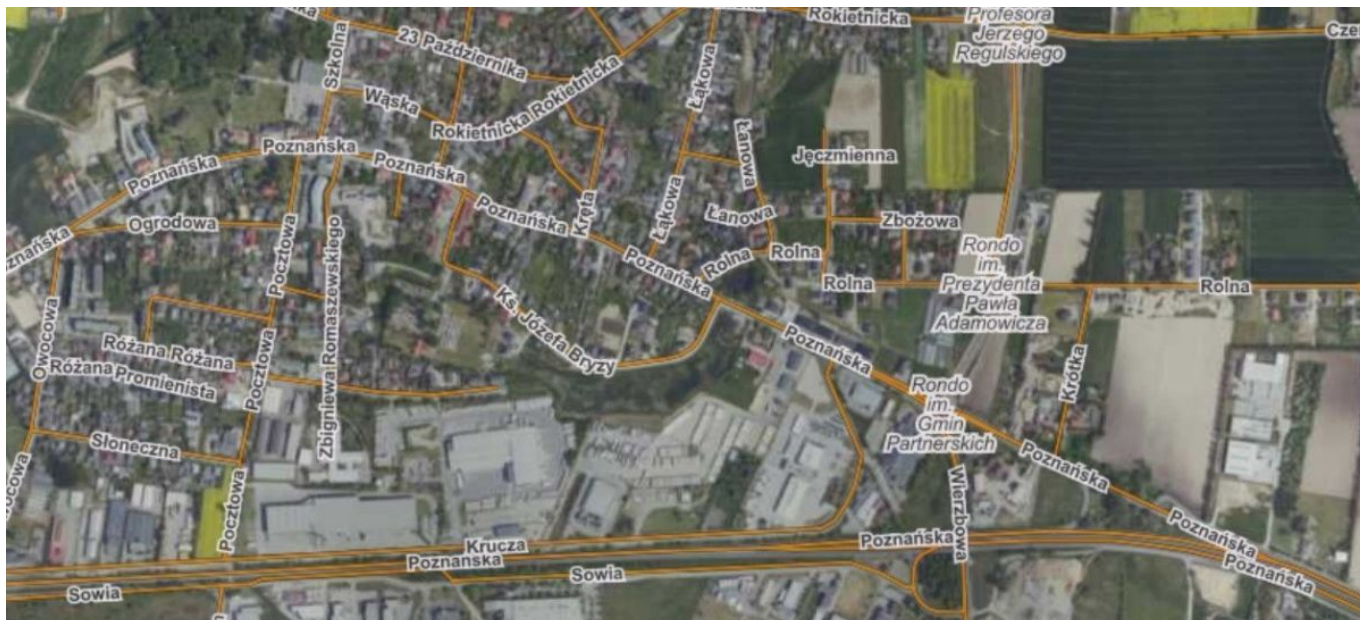 Rokietnicka
Profesora
Jerzego
Regulskiego
23 Października
Szkolna
Wąska
Rokietnicka Rokietnicka
Łąkowa
Łanowa
Jęczmienna
Poznańska
Poznańska
Poznańska
Poznańska
Ogrodowa
Pocztowa
Zbigniewa Romaszewskiego
Kręta
Łąkowa
Łanowa
Zbożowa
Rolna
Rolna
Rolna
Rolna
Rondo
im.
Prezydenta
Pawła
Adamowicza
Poznańska
Ks. Józefa Bryzy
Poznańska
Owocowa
Różana Różana
Różana
Promienista
Pocztowa
Krótka
Rondo
im.
Gmin
Partnerskich
Słoneczna
Poznańska
Pocztowa
Wierzbowa
Krucza
Poznańska
Poznańska
Poznańska
Poznańska
Sowia
Sowia